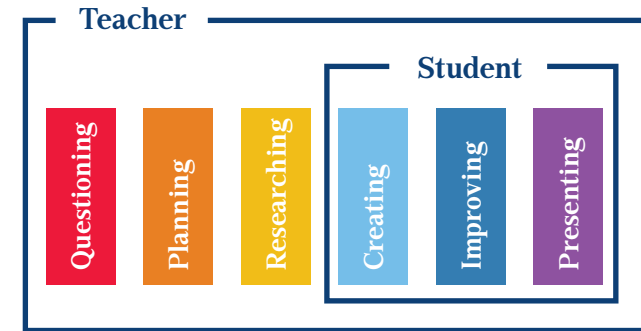 Teacher
Student
Questioning
Planning
Researching
Creating
Improving
Presenting